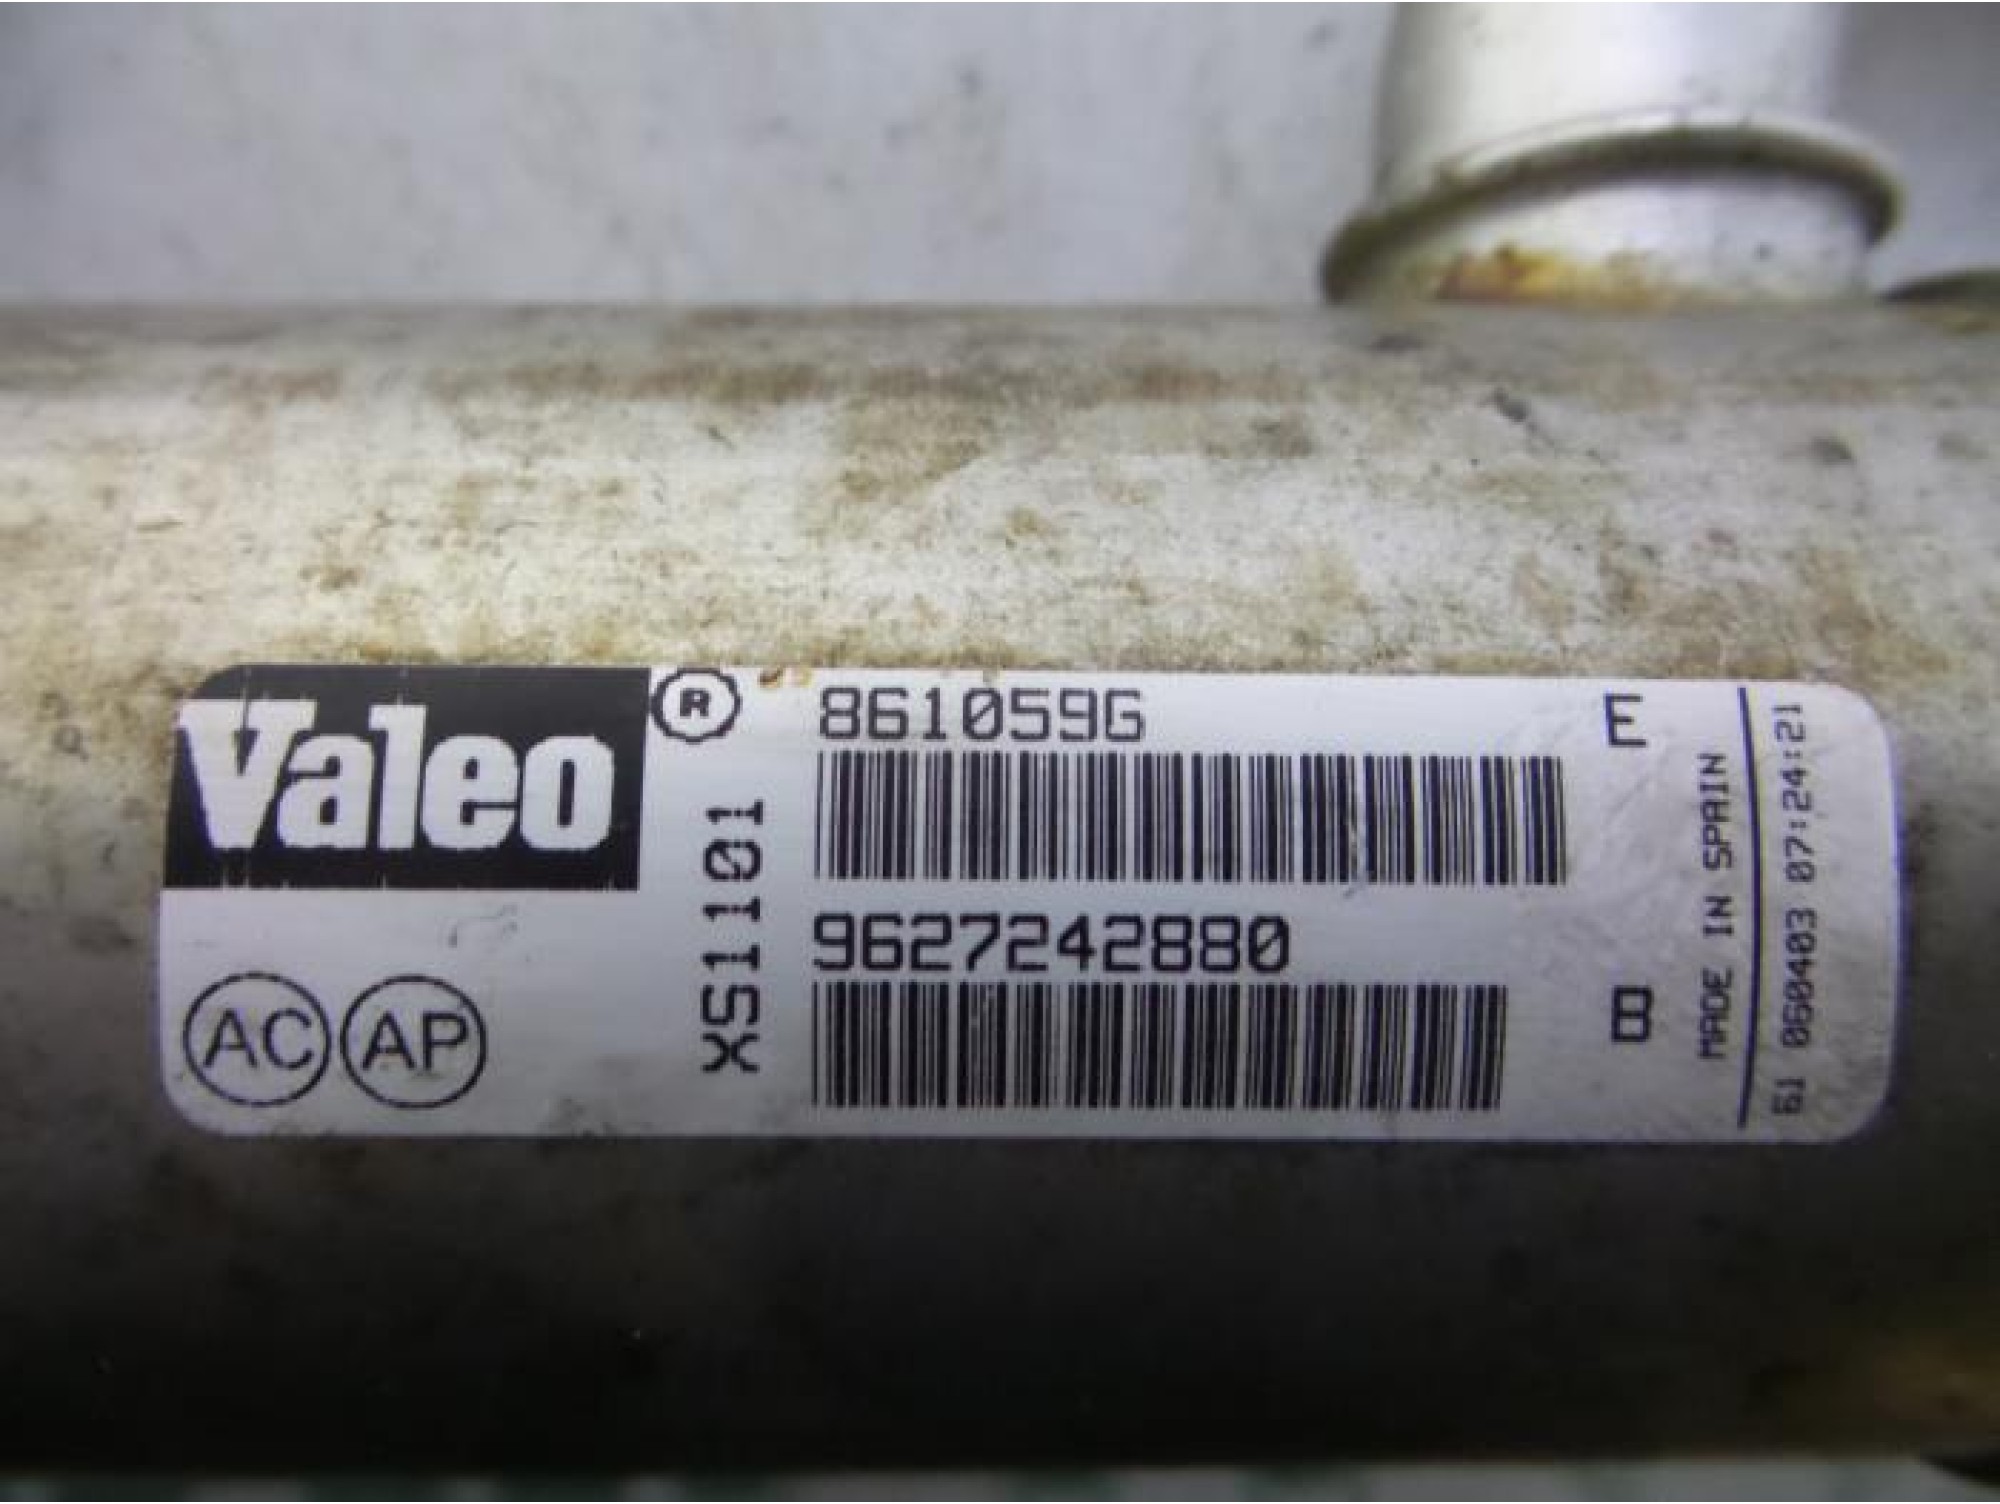 Valeo
®
861059G
9627242880
XS1101
AC
AP
E
B
MADE IN SPAIN
61 060403 07:24:21